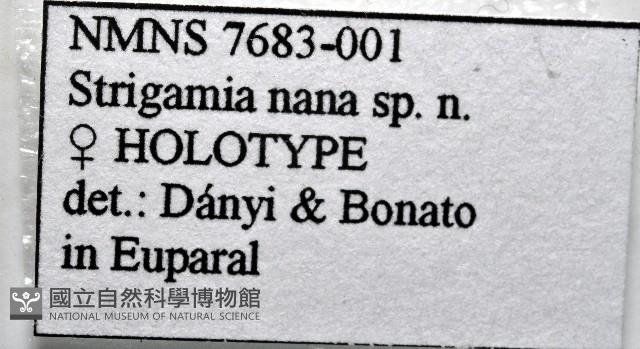 NMNS 7683-001
Strigamia nana sp. n.
♀ HOLOTYPE
det.: Dányi & Bonato
in Euparal
國立自然科學博物館
NATIONAL MUSEUM OF NATURAL SCIENCE